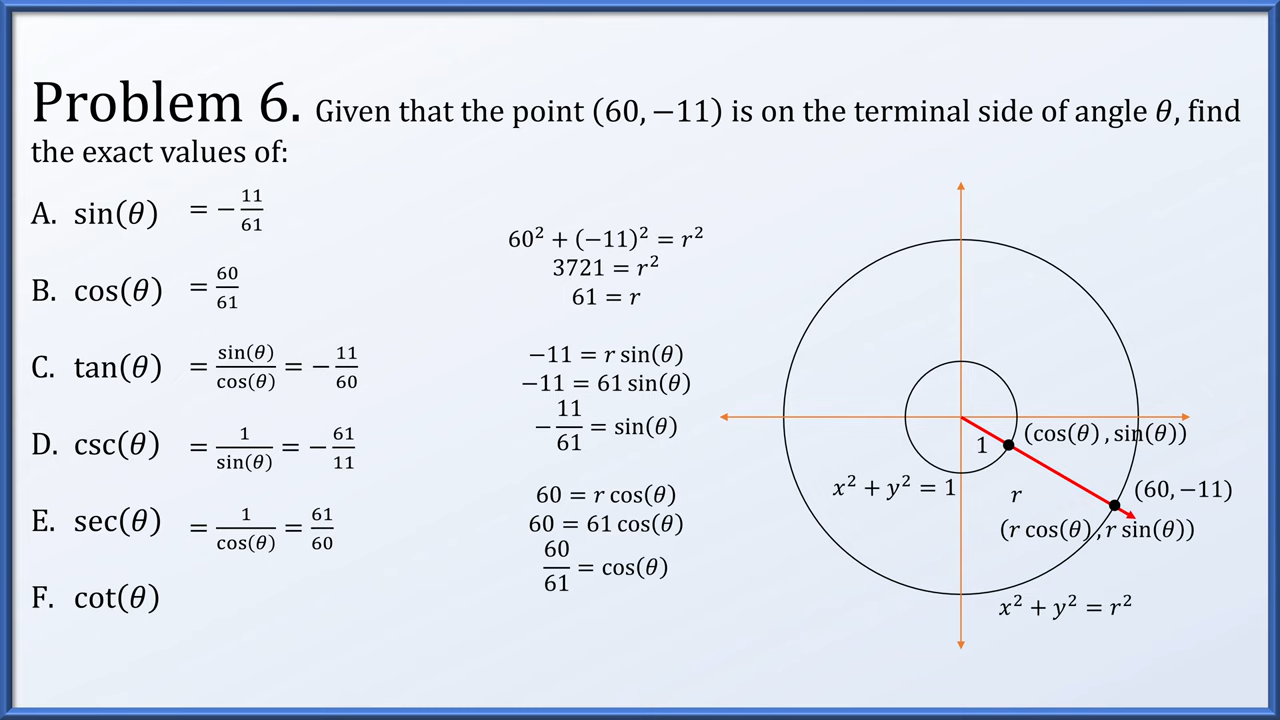 Problem 6. Given that the point (60, −11) is on the terminal side of angle θ, find
the exact values of:
A. sin(θ) = −11/61
B. cos(θ) = 60/61
C. tan(θ) = sin(θ)/cos(θ) = −11/60
D. csc(θ) = 1/sin(θ) = −61/11
E. sec(θ) = 1/cos(θ) = 61/60
F. cot(θ)
60² + (−11)² = r²
3721 = r²
61 = r
−11 = r sin(θ)
−11 = 61 sin(θ)
−11/61 = sin(θ)
60 = r cos(θ)
60 = 61 cos(θ)
60/61 = cos(θ)
(cos(θ) , sin(θ))
1
x² + y² = 1
r
(60, −11)
(r cos(θ) , r sin(θ))
x² + y² = r²